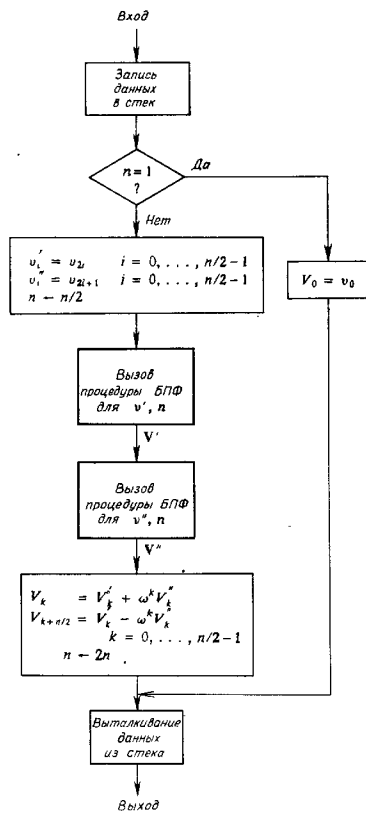 Вход
Запись
данных
в стек
n = 1
?
Да
Нет
v′ᵢ = v₂ᵢ   i = 0, . . . , n/2 − 1
v″ᵢ = v₂ᵢ₊₁   i = 0, . . . , n/2 − 1
n ← n/2
V₀ = v₀
Вызов
процедуры БПФ
для v′, n
V′
Вызов
процедуры БПФ
для v″, n
V″
Vₖ = V′ₖ + ωᵏV″ₖ
Vₖ₊ₙ/₂ = V′ₖ − ωᵏV″ₖ
k = 0, . . . , n/2 − 1
n ← 2n
Выталкивание
данных
из стека
Выход